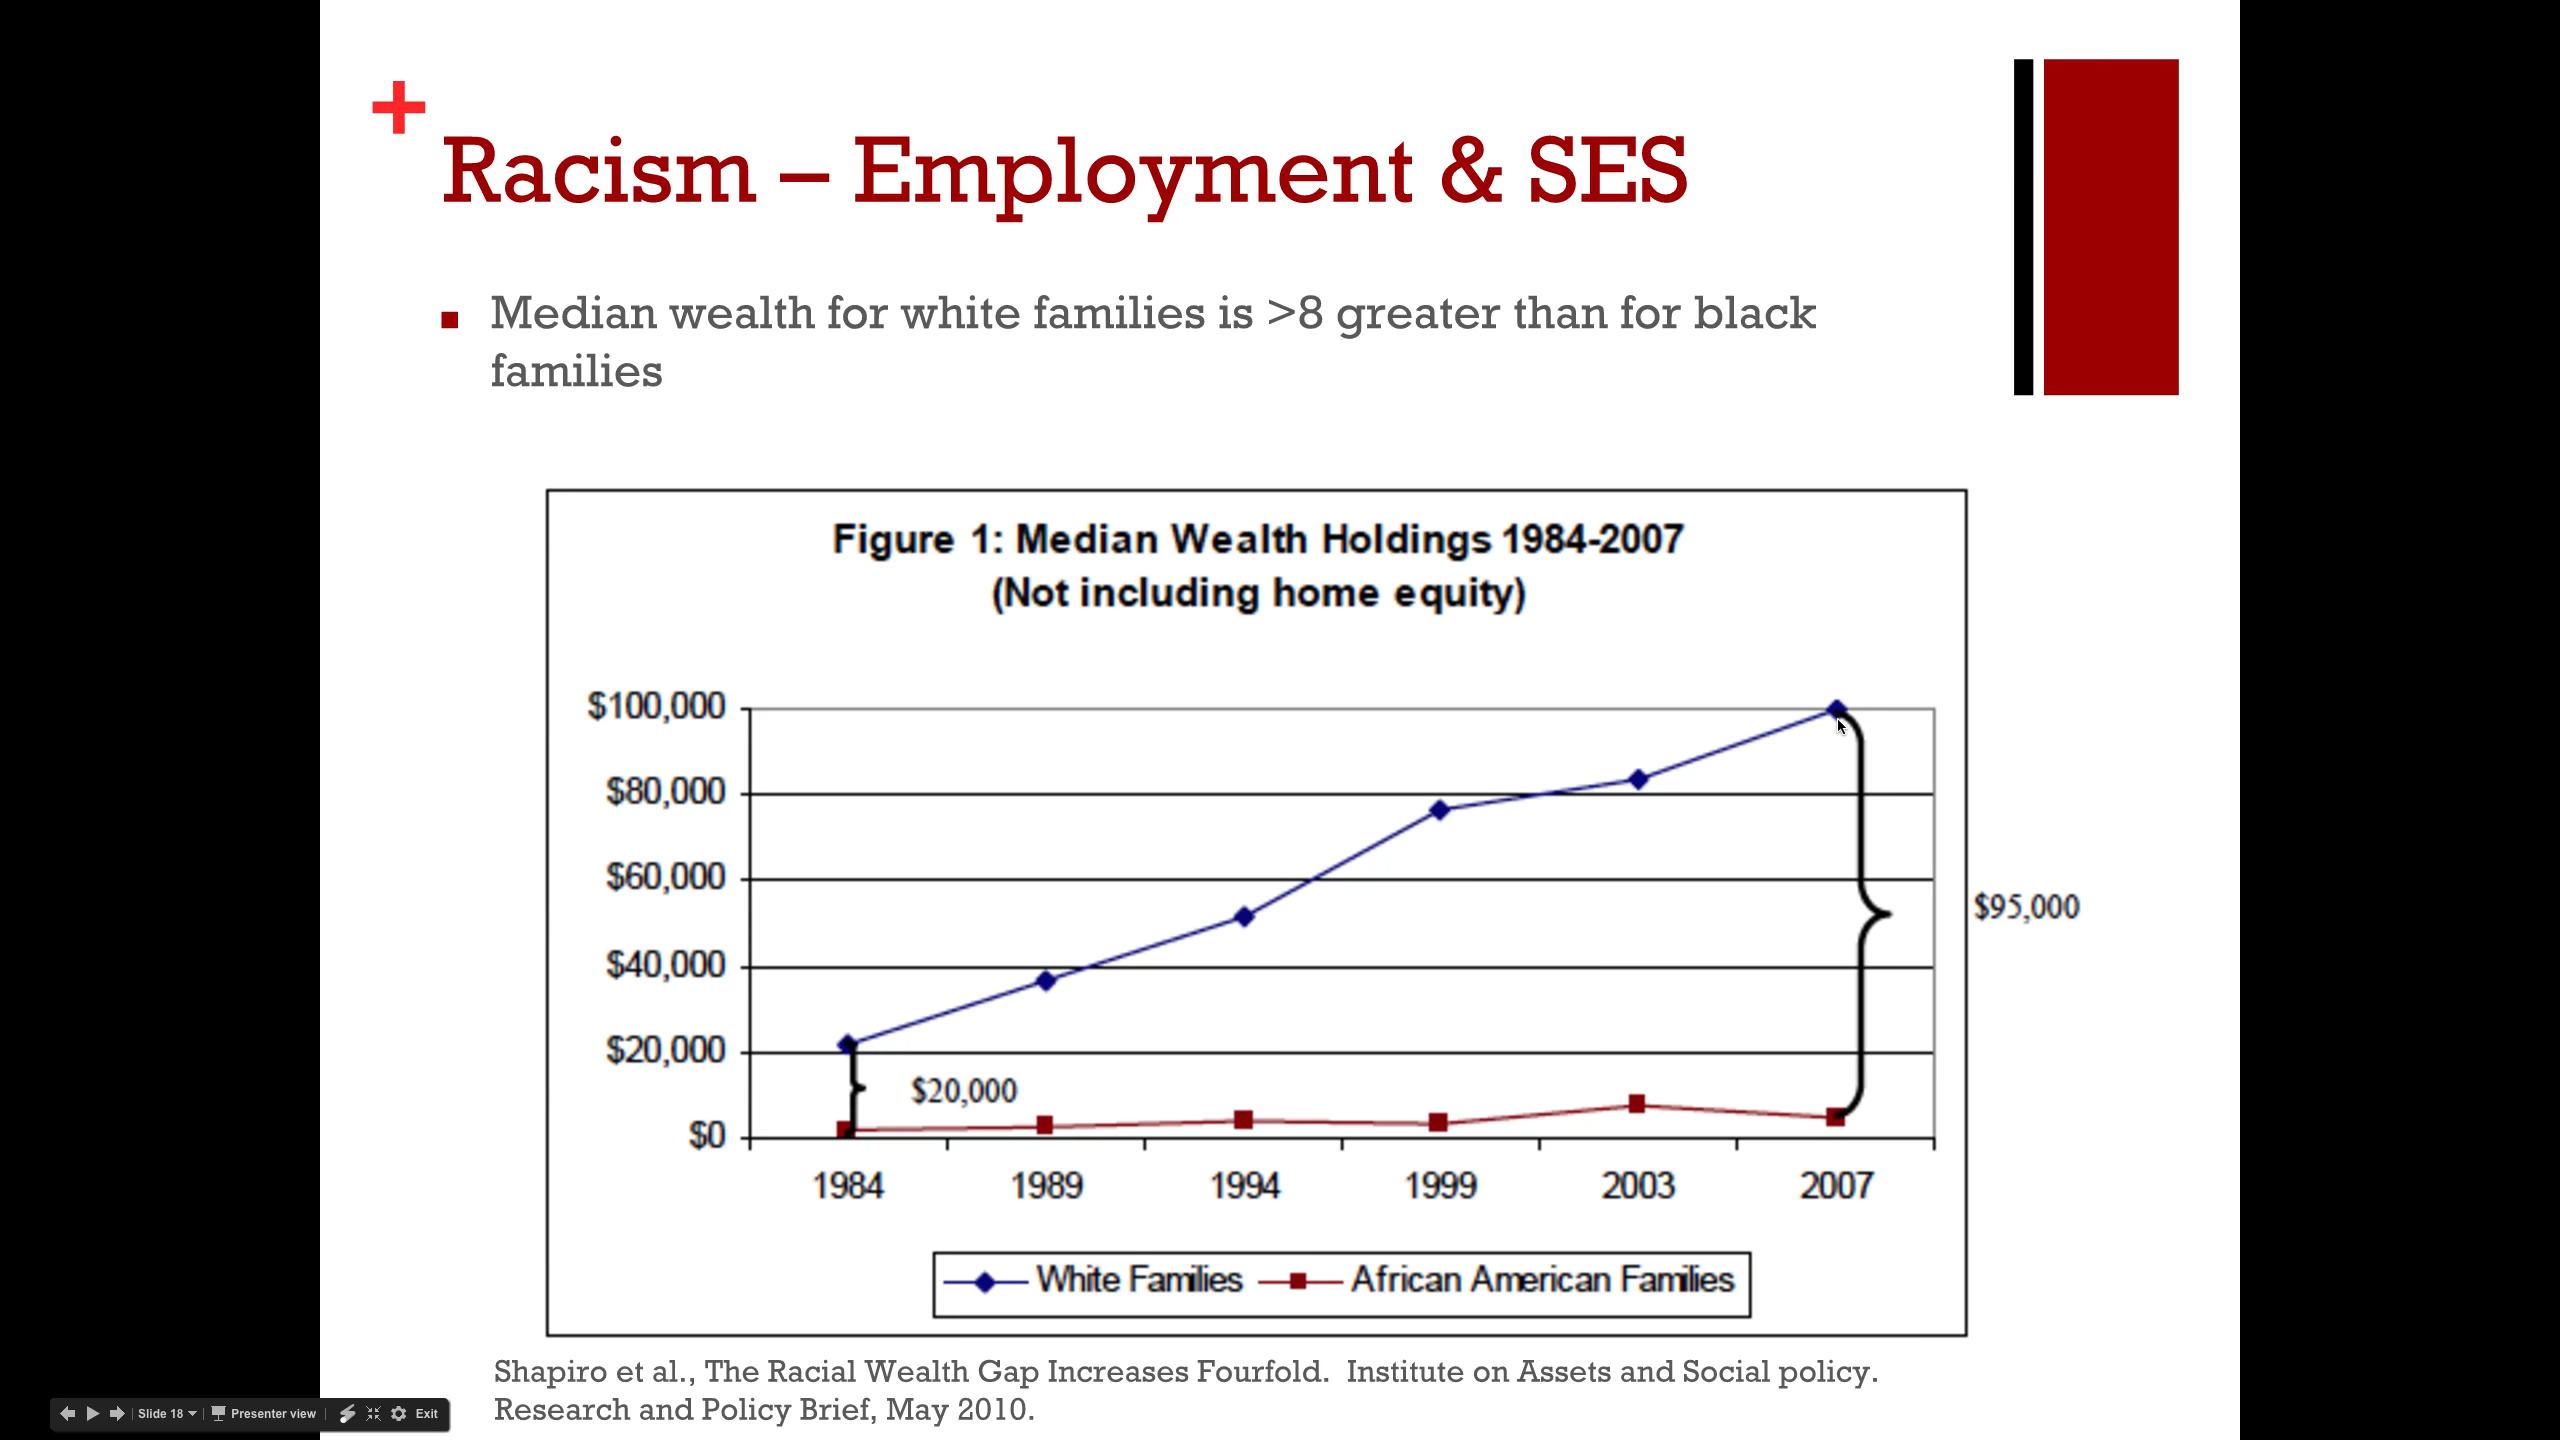 +
Racism – Employment & SES
Median wealth for white families is >8 greater than for black
families
Figure 1: Median Wealth Holdings 1984-2007
(Not including home equity)
$100,000
$80,000
$60,000
$40,000
$20,000
$0
$95,000
$20,000
1984 1989 1994 1999 2003 2007
White Families African American Families
Shapiro et al., The Racial Wealth Gap Increases Fourfold. Institute on Assets and Social policy.
Research and Policy Brief, May 2010.
Slide 18 Presenter view Exit